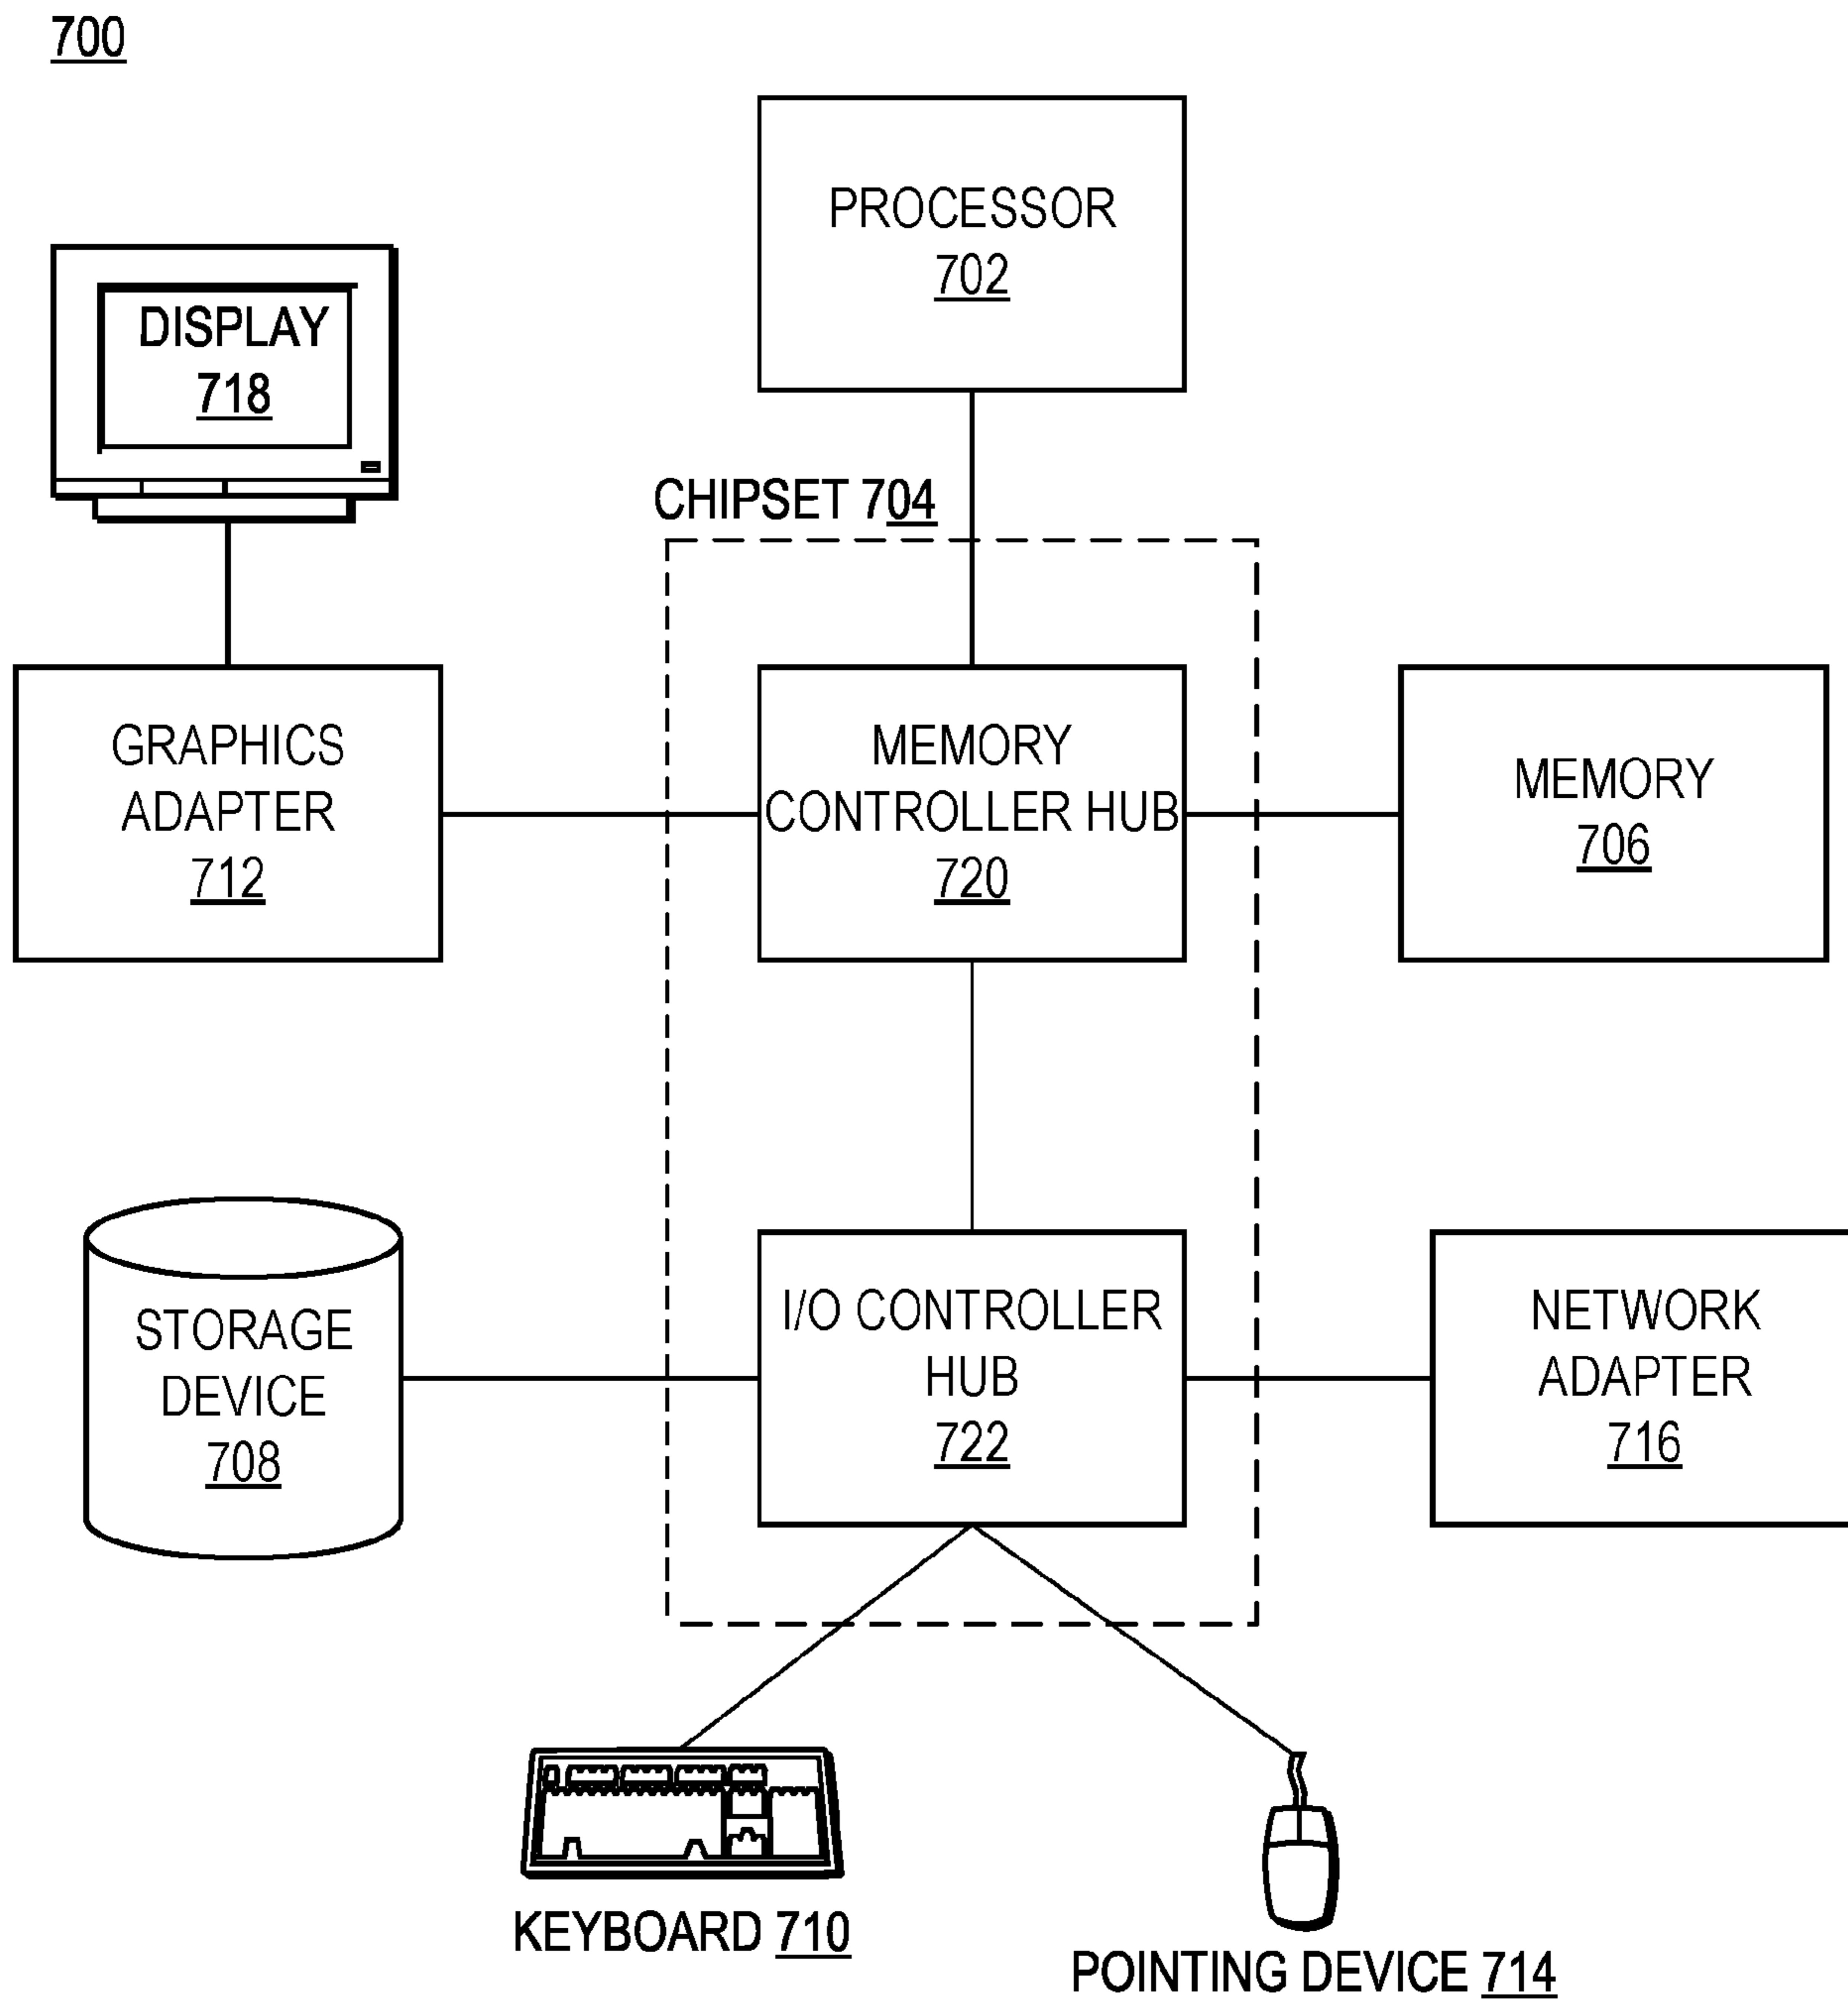 700
PROCESSOR
702
DISPLAY
718
CHIPSET 704
GRAPHICS
ADAPTER
712
MEMORY
CONTROLLER HUB
720
MEMORY
706
STORAGE
DEVICE
708
I/O CONTROLLER
HUB
722
NETWORK
ADAPTER
716
KEYBOARD 710
POINTING DEVICE 714